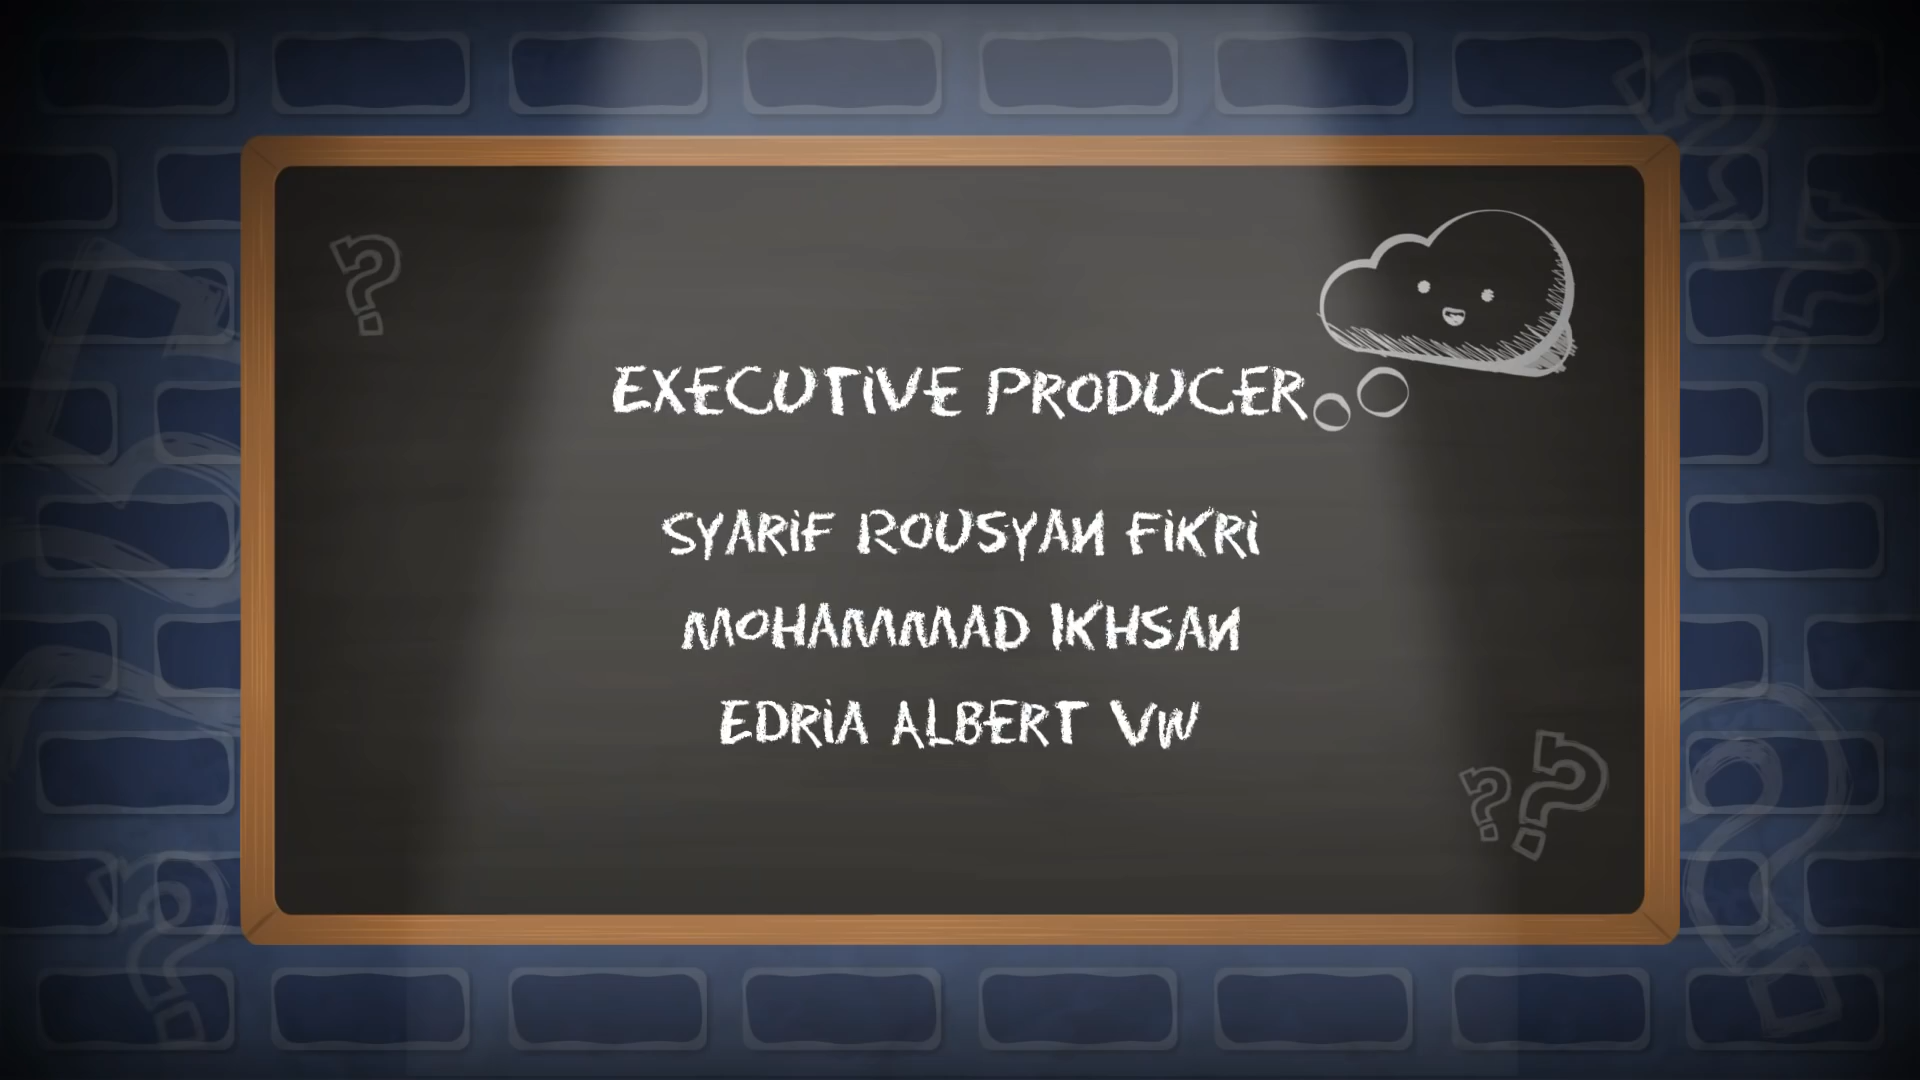 EXECUTIVE PRODUCER
SYARIF ROUSYAN FIKRI
MOHAMMAD IKHSAN
EDRIA ALBERT VW
?
? ?